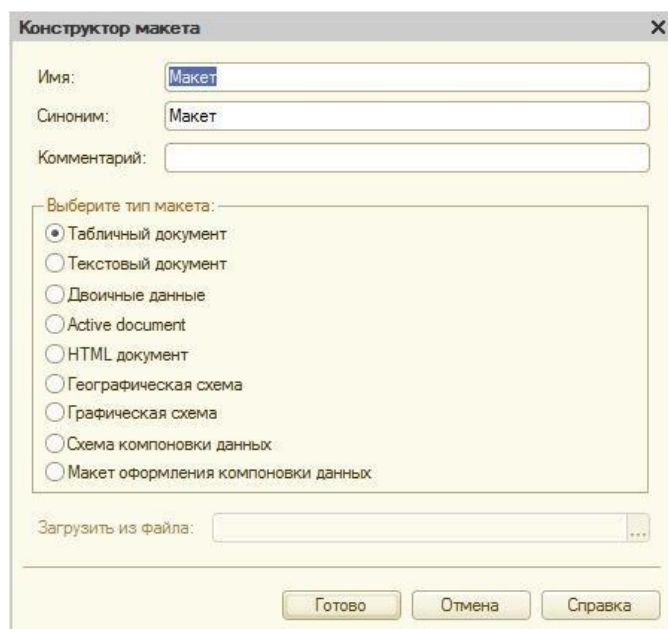 Конструктор макета
Имя: Макет
Синоним: Макет
Комментарий:
Выберите тип макета:
Табличный документ
Текстовый документ
Двоичные данные
Active document
HTML документ
Географическая схема
Графическая схема
Схема компоновки данных
Макет оформления компоновки данных
Загрузить из файла: ...
Готово Отмена Справка